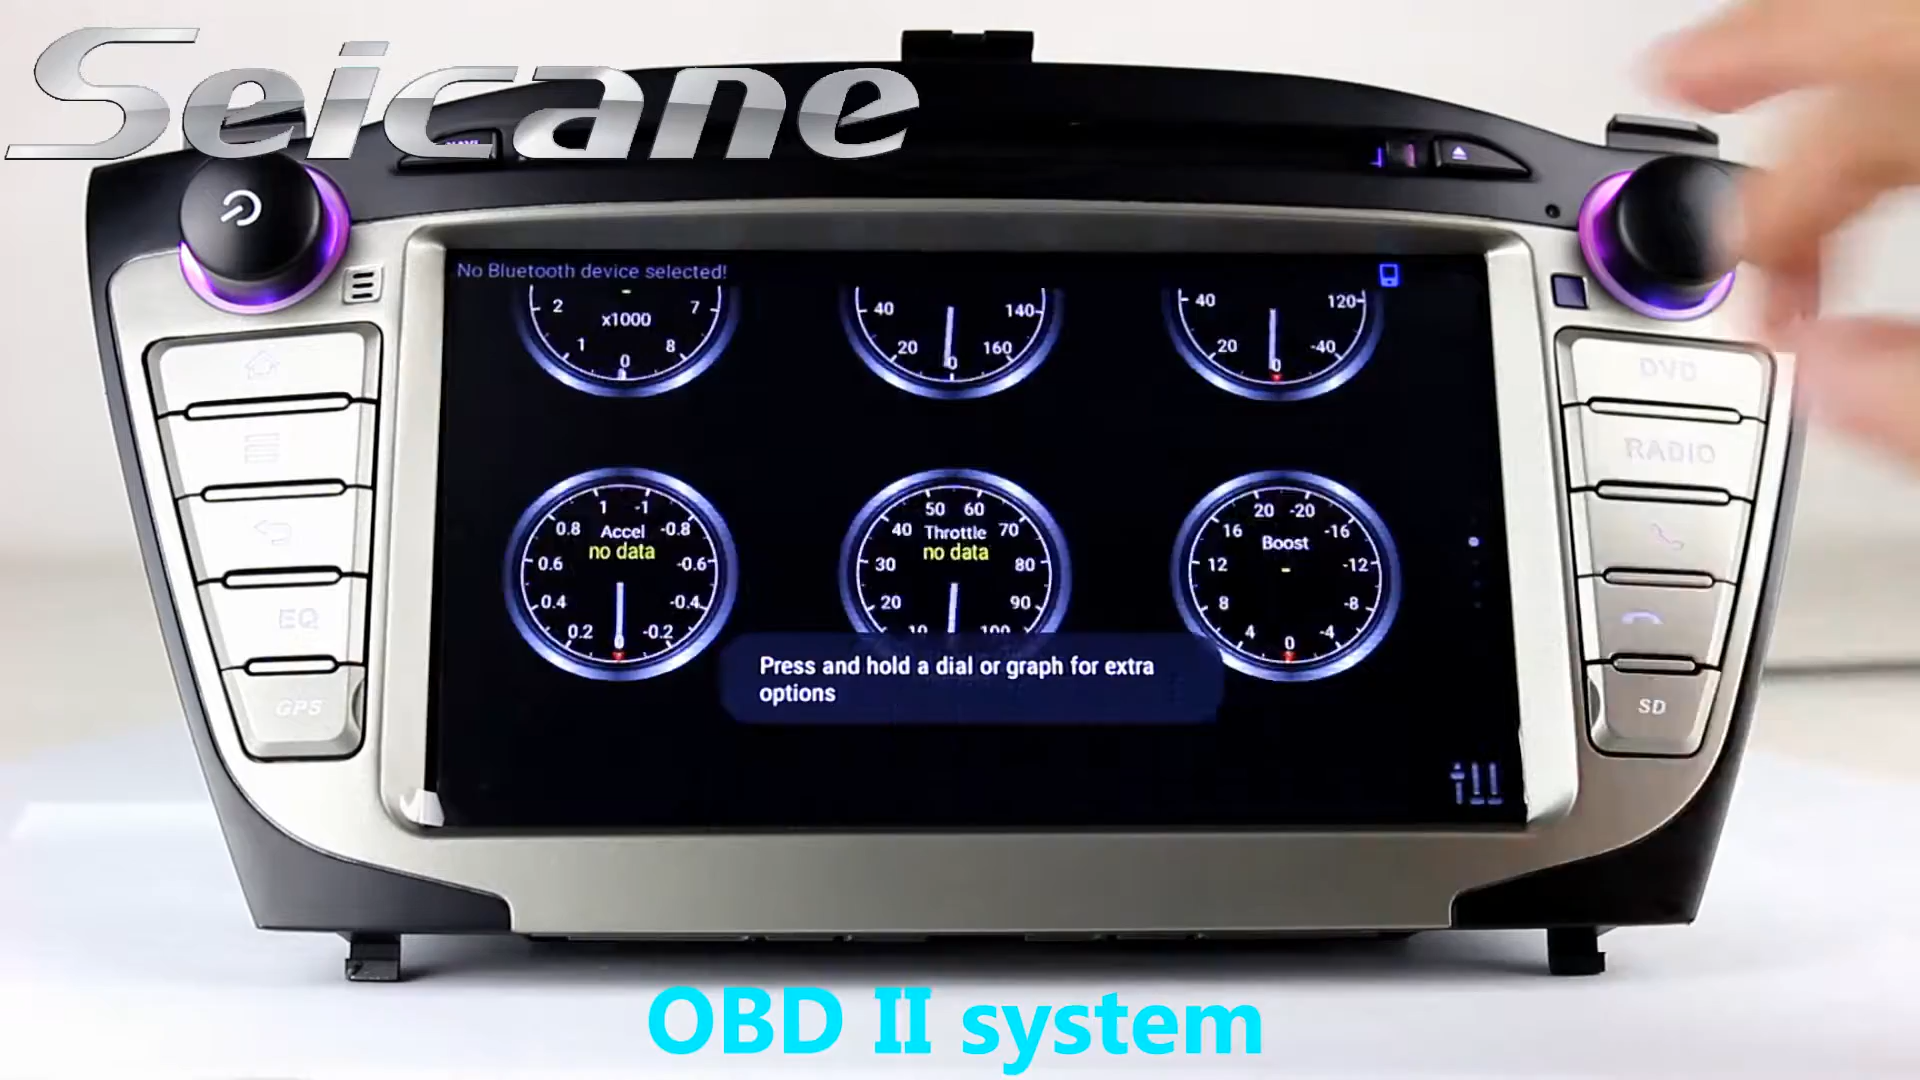 Seicane
No Bluetooth device selected!
2 7
x1000
1 8
0
40 140
20 160
0
40 120
20 -40
0
1 -1
0.8 Accel -0.8
no data
0.6 -0.6
0.4 -0.4
0.2 -0.2
0
50 60
40 Throttle 70
no data
30 80
20 90
10 100
20 -20
16 -16
Boost
12 -12
8 -8
4 -4
0
Press and hold a dial or graph for extra
options
EQ
GPS
DVD
RADIO
SD
OBD II system